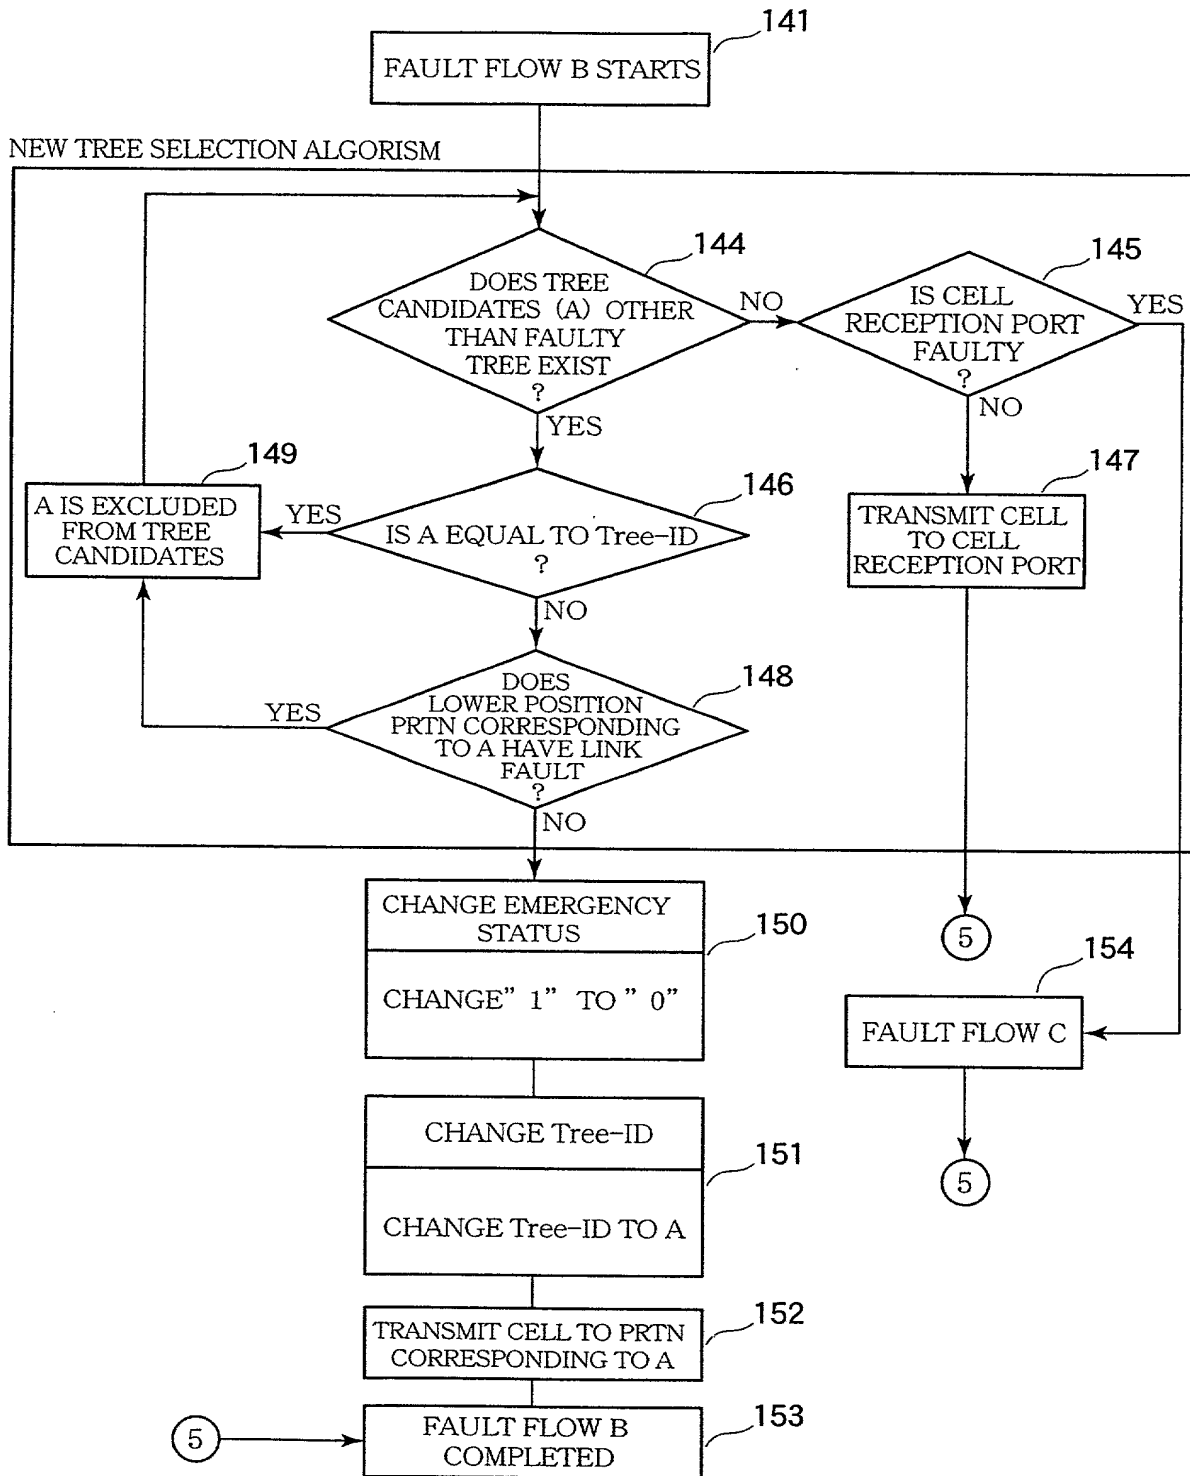 141
FAULT FLOW B STARTS
NEW TREE SELECTION ALGORISM
144
DOES TREE
CANDIDATES (A) OTHER
THAN FAULTY
TREE EXIST
?
NO
YES
145
IS CELL
RECEPTION PORT
FAULTY
?
YES
NO
149
A IS EXCLUDED
FROM TREE
CANDIDATES
YES
146
IS A EQUAL TO Tree-ID
?
NO
147
TRANSMIT CELL
TO CELL
RECEPTION PORT
148
DOES
LOWER POSITION
PRTN CORRESPONDING
TO A HAVE LINK
FAULT
?
YES
NO
CHANGE EMERGENCY
STATUS
150
CHANGE" 1" TO " 0"
5
154
FAULT FLOW C
5
CHANGE Tree-ID
151
CHANGE Tree-ID TO A
152
TRANSMIT CELL TO PRTN
CORRESPONDING TO A
5
153
FAULT FLOW B
COMPLETED